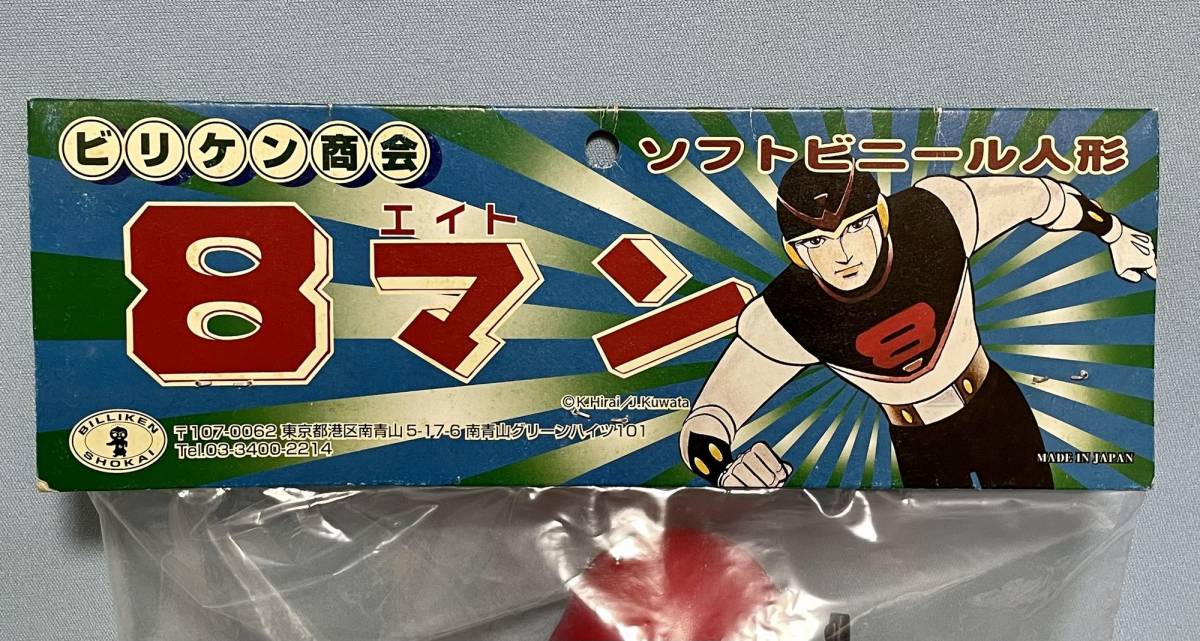 ビリケン商会
ソフトビニール人形
エイト
8マン
8
©K.Hirai/J.Kuwata
BILLIKEN SHOKAI
〒107-0062 東京都港区南青山5-17-6 南青山グリーンハイツ101
Tel.03-3400-2214
MADE IN JAPAN